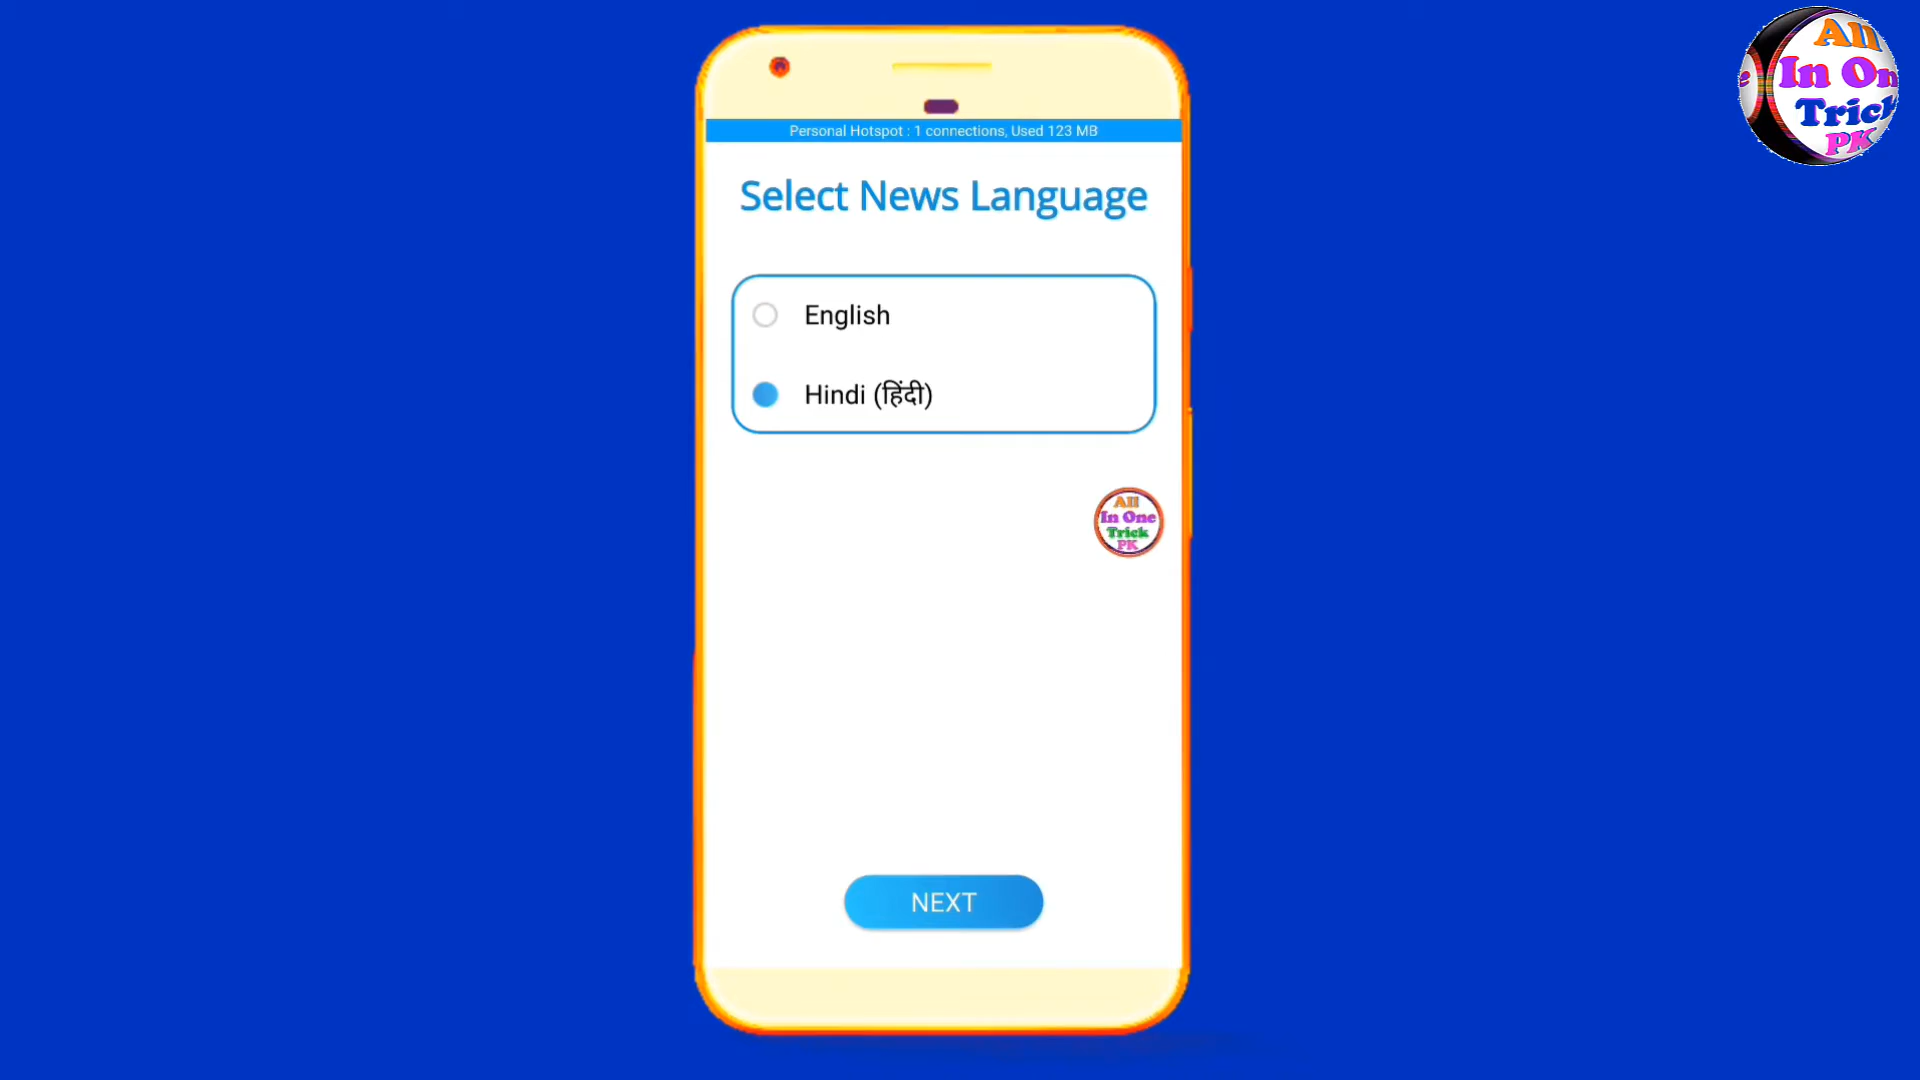 All
In One
Trick
PK
Personal Hotspot : 1 connections, Used 123 MB
Select News Language
English
Hindi (हिंदी)
All
In One
Trick
PK
NEXT